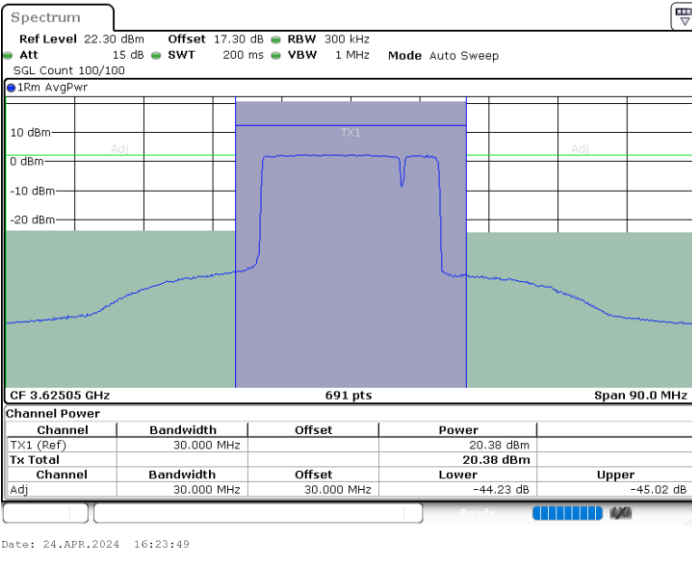 Spectrum
Ref Level 22.30 dBm Offset 17.30 dB RBW 300 kHz
Att 15 dB SWT 200 ms VBW 1 MHz Mode Auto Sweep
SGL Count 100/100
1Rm AvgPwr
10 dBm
TX1
Adj
Adj
0 dBm
-10 dBm
-20 dBm
CF 3.62505 GHz 691 pts Span 90.0 MHz
Channel Power
Channel Bandwidth Offset Power
TX1 (Ref) 30.000 MHz 20.38 dBm
Tx Total 20.38 dBm
Channel Bandwidth Offset Lower Upper
Adj 30.000 MHz 30.000 MHz -44.23 dB -45.02 dB
Ready
Date: 24.APR.2024 16:23:49